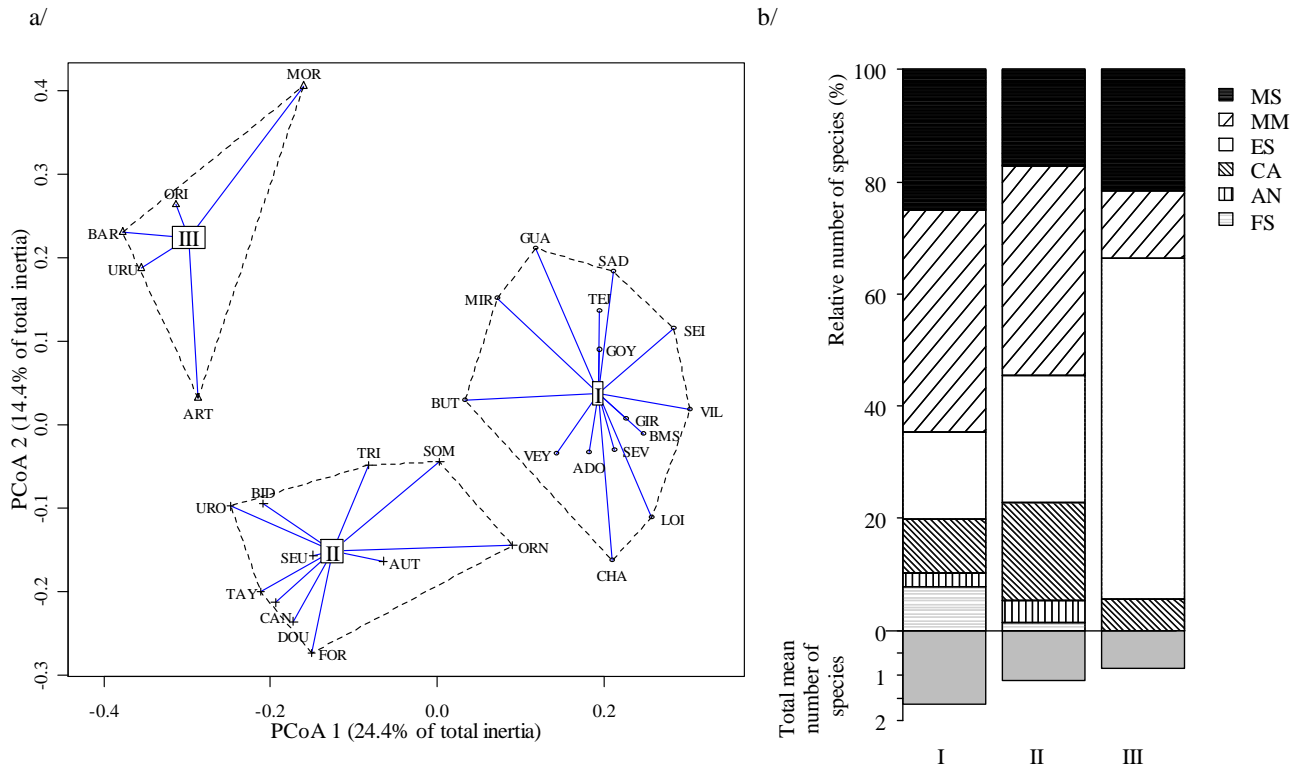 a/
b/
MOR
ORI
BAR
III
URU
ART
GUA
SAD
MIR
TEJ
SEI
GOY
BUT
I
VIL
GIR
BMS
VEY
ADO
SEV
LOI
CHA
TRI
SOM
BID
URO
SEU
II
AUT
ORN
TAY
CAN
DOU
FOR
0.4
0.3
0.2
0.1
0.0
-0.1
-0.2
-0.3
PCoA 2 (14.4% of total inertia)
-0.4
-0.2
0.0
0.2
PCoA 1 (24.4% of total inertia)
100
80
60
40
20
0
1
2
Relative number of species (%)
Total mean
number of
species
I
II
III
MS
MM
ES
CA
AN
FS